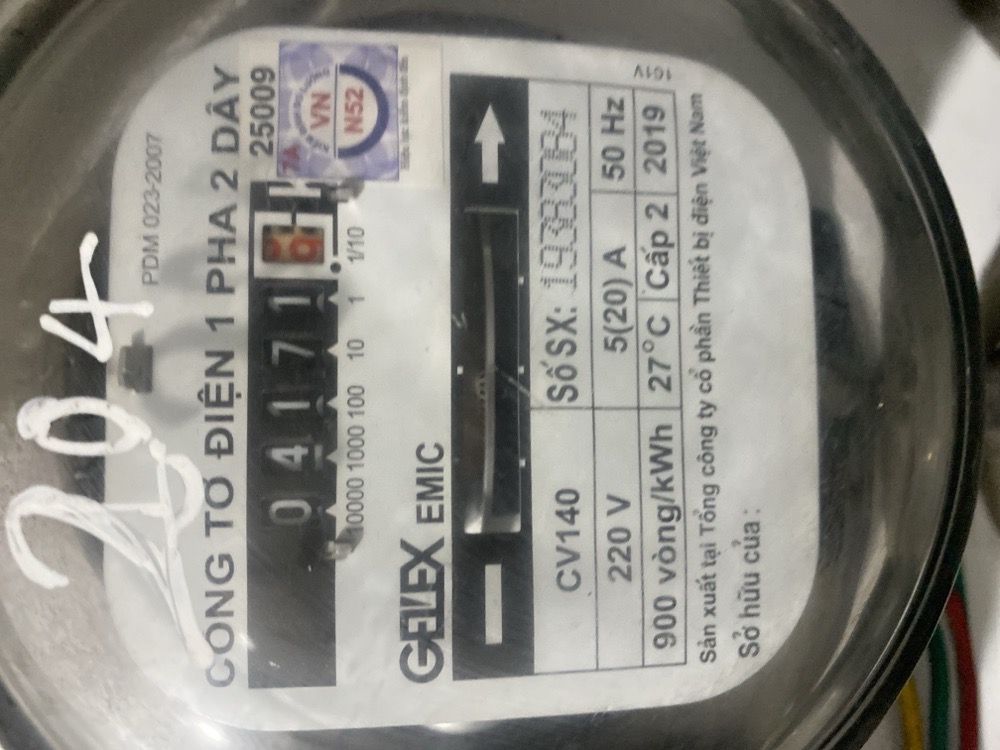 204
PDM 023-2007
CÔNG TƠ ĐIỆN 1 PHA 2 DÂY
25009
7A
VN
N52
0 4 1 7 1
10000 1000 100 10 1 1/10
GELEX EMIC
CV140 Số SX:
220 V 5(20) A 50 Hz
900 vòng/kWh 27°C Cấp 2 2019
Sản xuất tại Tổng công ty cổ phần Thiết bị điện Việt Nam
Sở hữu của :
1G1V